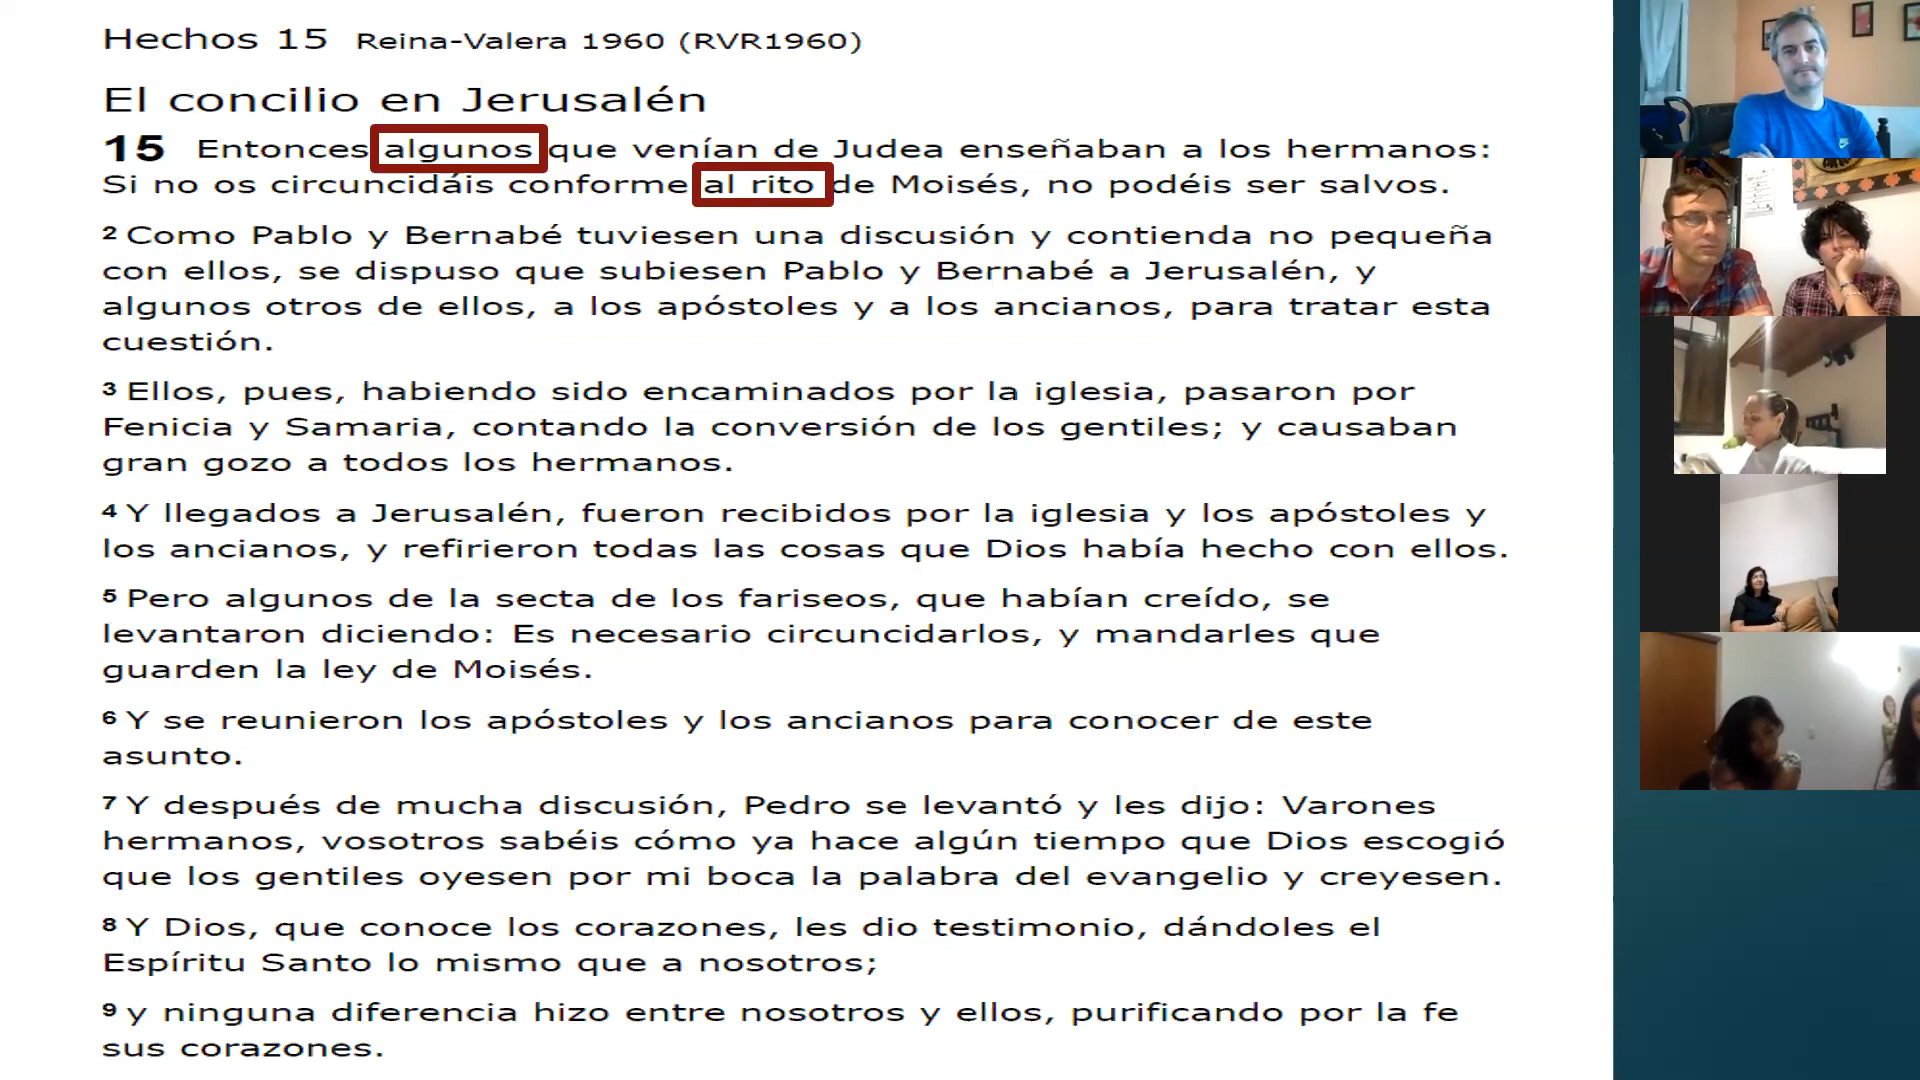 Hechos 15 Reina-Valera 1960 (RVR1960)
El concilio en Jerusalén
15 Entonces algunos que venían de Judea enseñaban a los hermanos:
Si no os circuncidáis conforme al rito de Moisés, no podéis ser salvos.
2 Como Pablo y Bernabé tuviesen una discusión y contienda no pequeña
con ellos, se dispuso que subiesen Pablo y Bernabé a Jerusalén, y
algunos otros de ellos, a los apóstoles y a los ancianos, para tratar esta
cuestión.
3 Ellos, pues, habiendo sido encaminados por la iglesia, pasaron por
Fenicia y Samaria, contando la conversión de los gentiles; y causaban
gran gozo a todos los hermanos.
4 Y llegados a Jerusalén, fueron recibidos por la iglesia y los apóstoles y
los ancianos, y refirieron todas las cosas que Dios había hecho con ellos.
5 Pero algunos de la secta de los fariseos, que habían creído, se
levantaron diciendo: Es necesario circuncidarlos, y mandarles que
guarden la ley de Moisés.
6 Y se reunieron los apóstoles y los ancianos para conocer de este
asunto.
7 Y después de mucha discusión, Pedro se levantó y les dijo: Varones
hermanos, vosotros sabéis cómo ya hace algún tiempo que Dios escogió
que los gentiles oyesen por mi boca la palabra del evangelio y creyesen.
8 Y Dios, que conoce los corazones, les dio testimonio, dándoles el
Espíritu Santo lo mismo que a nosotros;
9 y ninguna diferencia hizo entre nosotros y ellos, purificando por la fe
sus corazones.